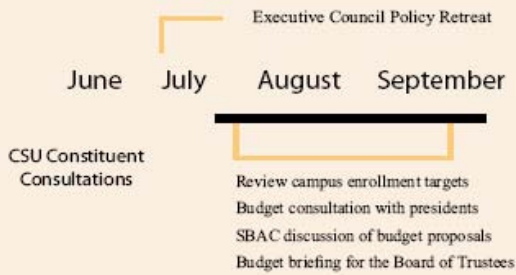 Executive Council Policy Retreat
June July August September
CSU Constituent
Consultations
Review campus enrollment targets
Budget consultation with presidents
SBAC discussion of budget proposals
Budget briefing for the Board of Trustees